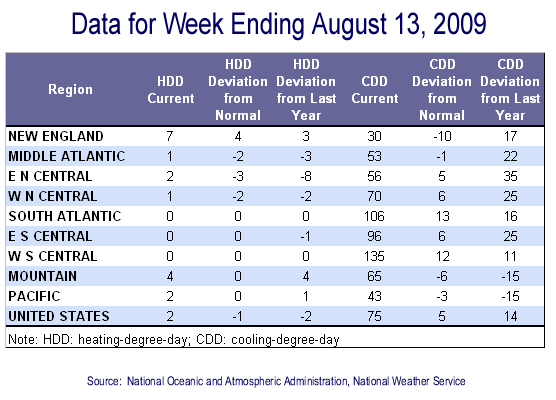 Data for Week Ending August 13, 2009
Region HDD Current HDD Deviation from Normal HDD Deviation from Last Year CDD Current CDD Deviation from Normal CDD Deviation from Last Year
NEW ENGLAND 7 4 3 30 -10 17
MIDDLE ATLANTIC 1 -2 -3 53 -1 22
E N CENTRAL 2 -3 -8 56 5 35
W N CENTRAL 1 -2 -2 70 6 25
SOUTH ATLANTIC 0 0 0 106 13 16
E S CENTRAL 0 0 -1 96 6 25
W S CENTRAL 0 0 0 135 12 11
MOUNTAIN 4 0 4 65 -6 -15
PACIFIC 2 0 1 43 -3 -15
UNITED STATES 2 -1 -2 75 5 14
Note: HDD: heating-degree-day; CDD: cooling-degree-day
Source: National Oceanic and Atmospheric Administration, National Weather Service